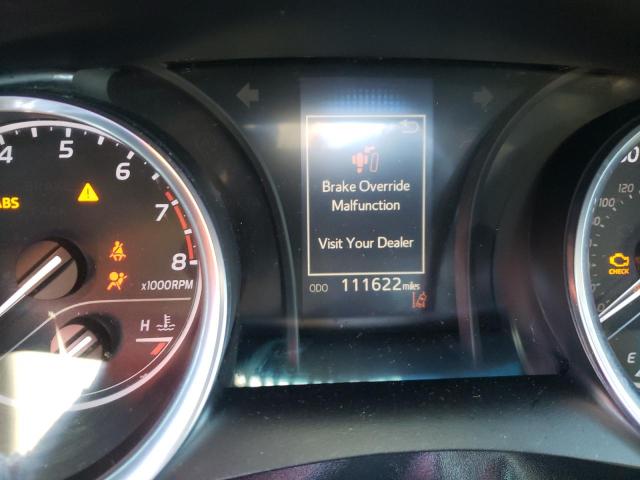 4 5 6 7 8
ABS
x1000RPM
H
Brake Override
Malfunction
Visit Your Dealer
ODO 111622 miles
120
100
CHECK
E